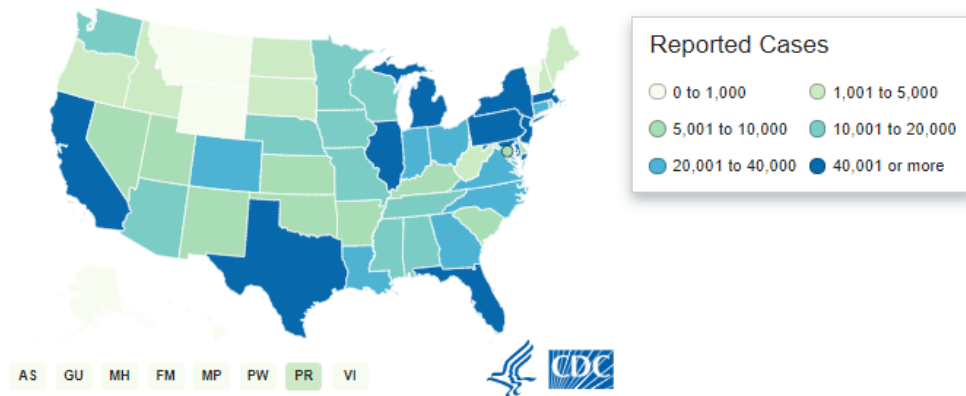 Reported Cases
0 to 1,000 1,001 to 5,000
5,001 to 10,000 10,001 to 20,000
20,001 to 40,000 40,001 or more
AS GU MH FM MP PW PR VI
CDC